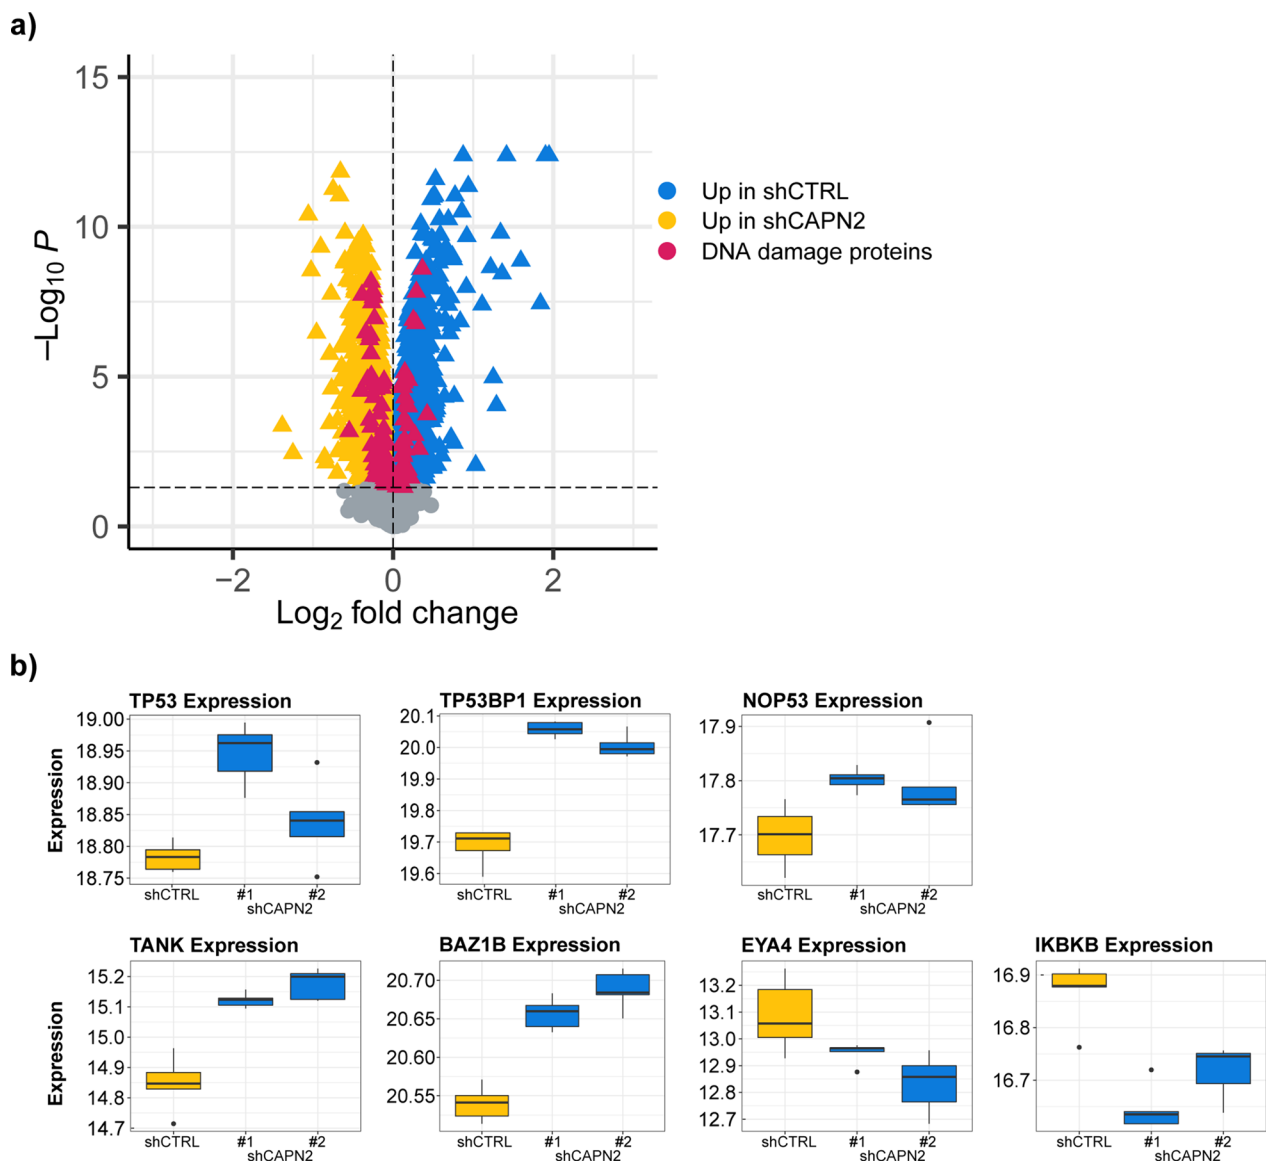 a)
15
10
5
0
−Log10 P
−2 0 2
Log2 fold change
Up in shCTRL
Up in shCAPN2
DNA damage proteins
b)
TP53 Expression
19.00
18.95
18.90
18.85
18.80
18.75
Expression
shCTRL #1 #2
shCAPN2
TP53BP1 Expression
20.1
20.0
19.9
19.8
19.7
19.6
shCTRL #1 #2
shCAPN2
NOP53 Expression
17.9
17.8
17.7
shCTRL #1 #2
shCAPN2
TANK Expression
15.2
15.1
15.0
14.9
14.8
14.7
Expression
shCTRL #1 #2
shCAPN2
BAZ1B Expression
20.70
20.65
20.60
20.55
shCTRL #1 #2
shCAPN2
EYA4 Expression
13.2
13.1
13.0
12.9
12.8
12.7
shCTRL #1 #2
shCAPN2
IKBKB Expression
16.9
16.8
16.7
shCTRL #1 #2
shCAPN2